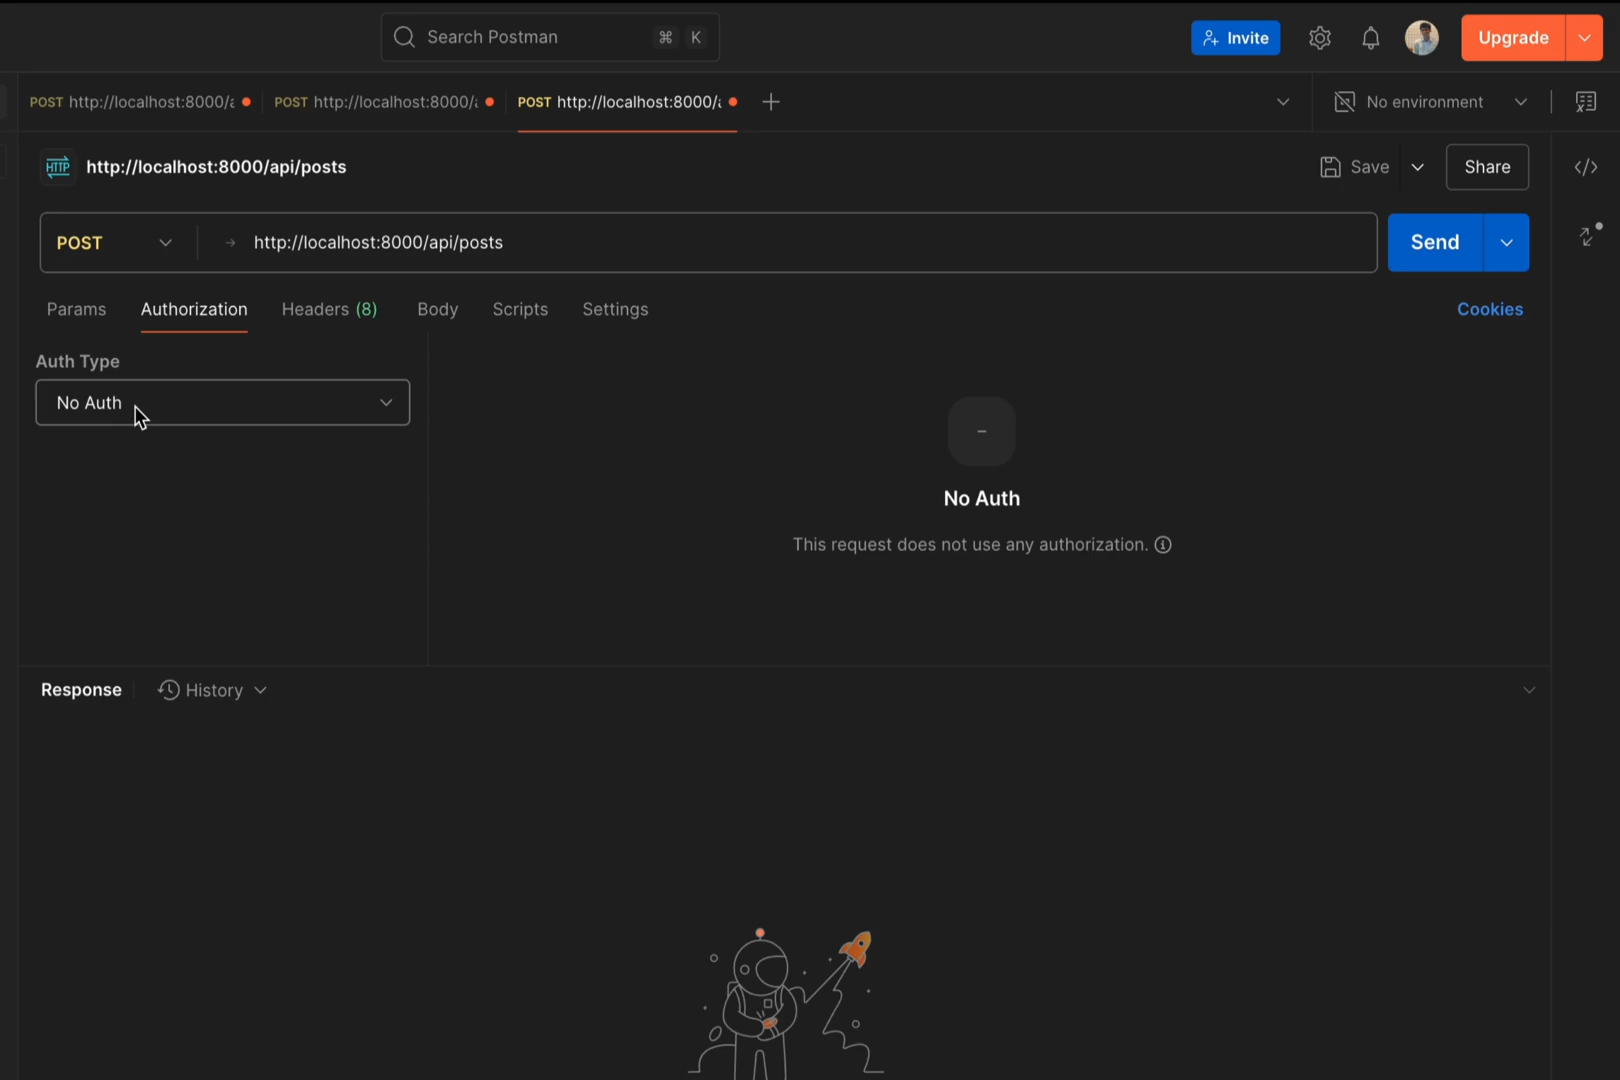 Search Postman ⌘ K
Invite
Upgrade
POST http://localhost:8000/a
POST http://localhost:8000/a
POST http://localhost:8000/a
No environment
HTTP http://localhost:8000/api/posts
Save
Share
POST http://localhost:8000/api/posts
Send
Params Authorization Headers (8) Body Scripts Settings
Cookies
Auth Type
No Auth
No Auth
This request does not use any authorization.
Response History